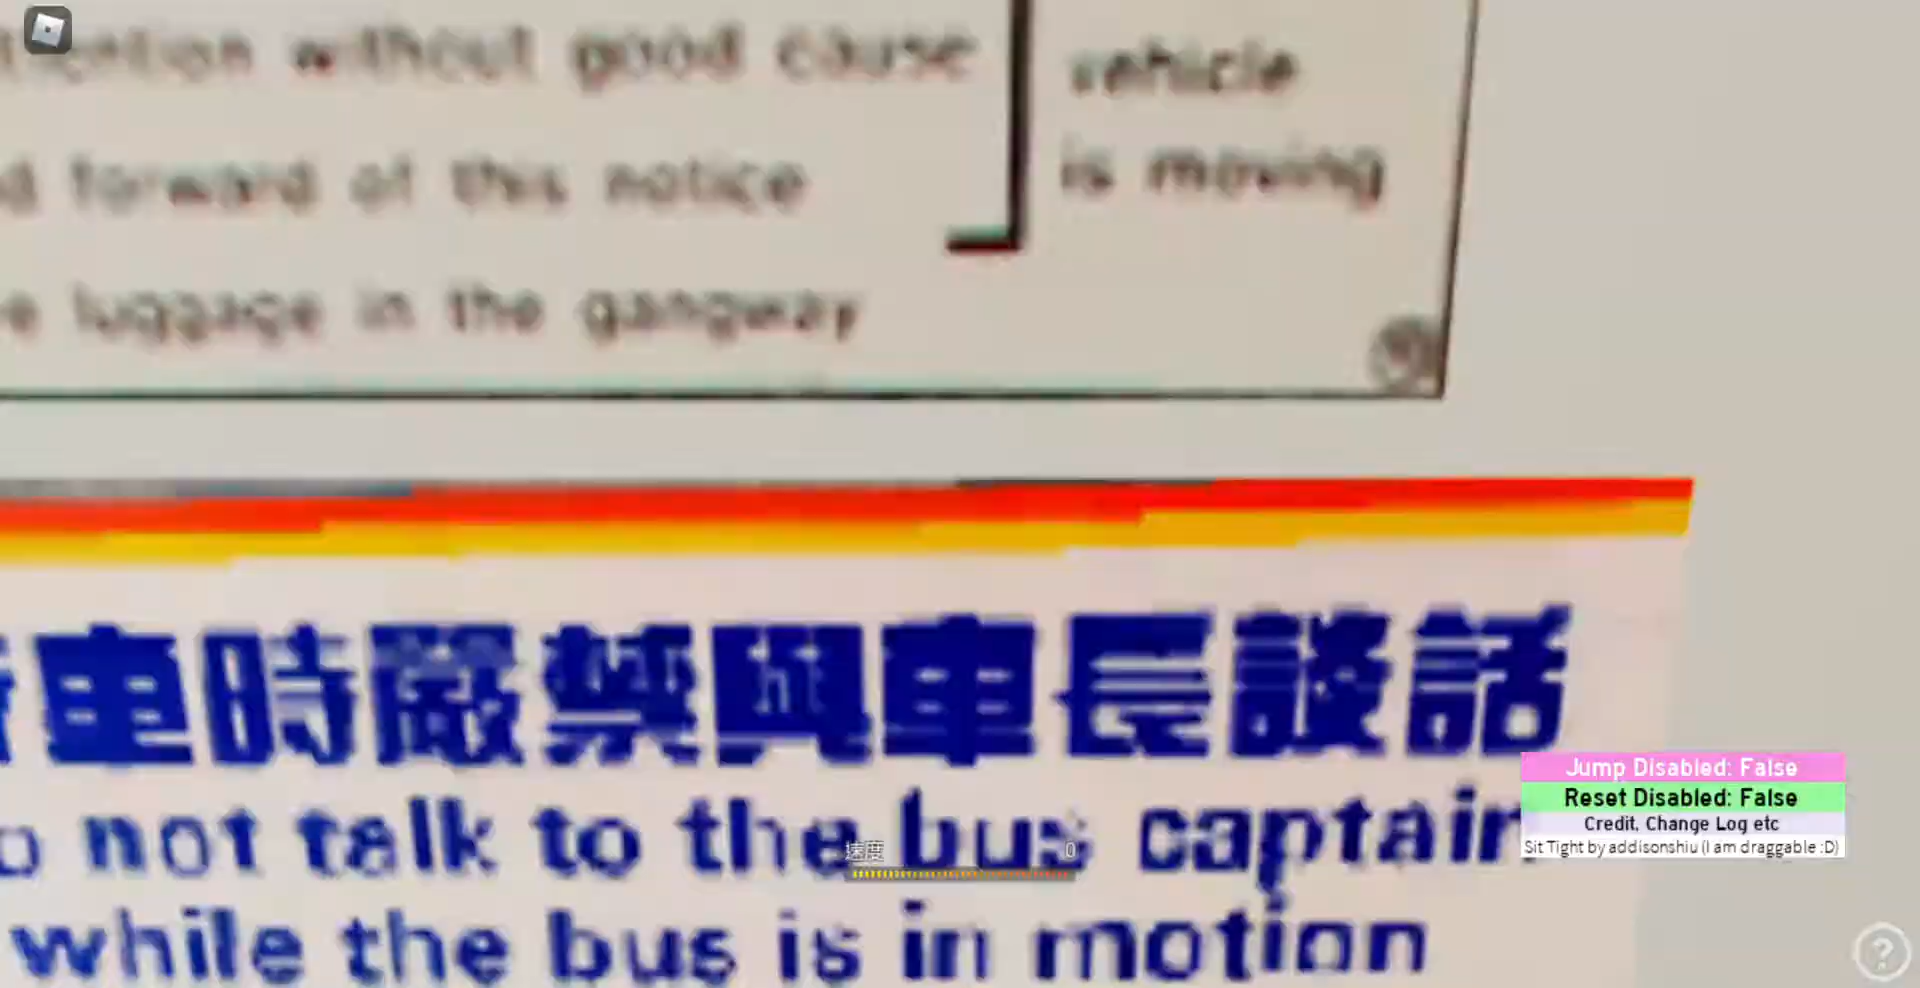 without good cause
vehicle
forward of this notice
is moving
luggage in the gangway
車時嚴禁與車長談話
not talk to the bus captain
while the bus is in motion
速度 0
Jump Disabled: False
Reset Disabled: False
Credit, Change Log etc
Sit Tight by addisonshiu (I am draggable :D)
?